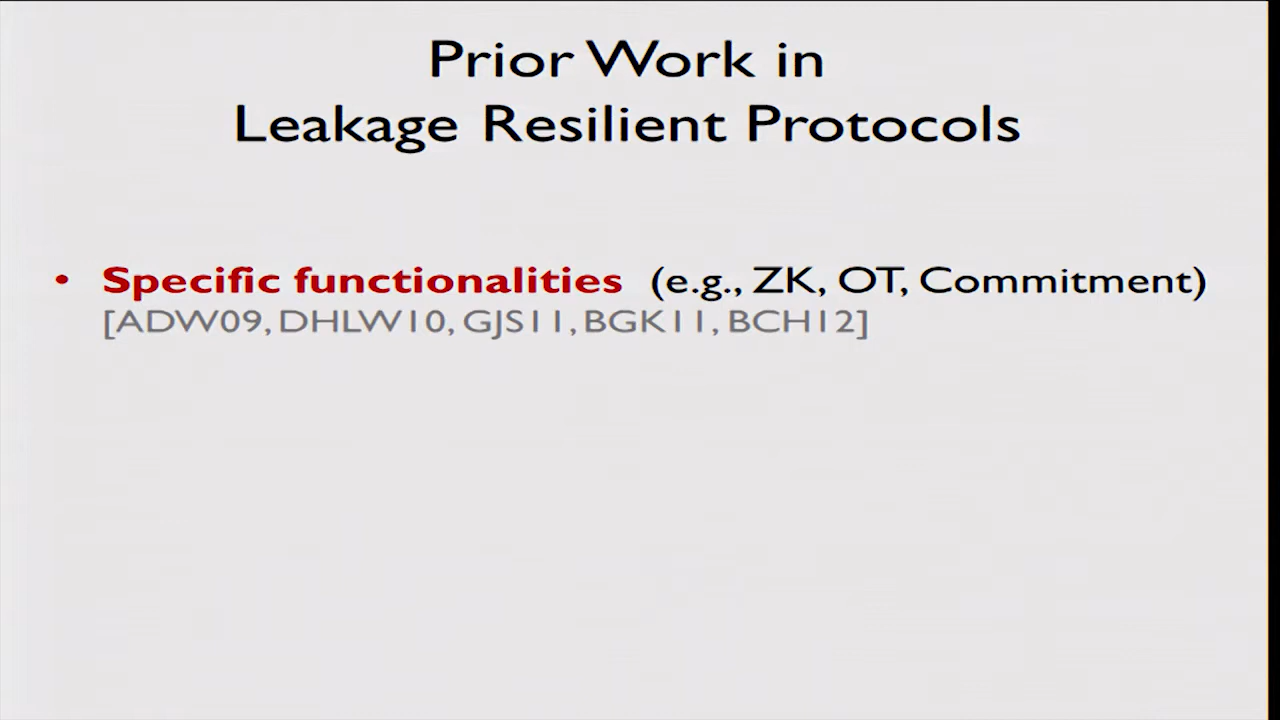 Prior Work in
Leakage Resilient Protocols
• Specific functionalities (e.g., ZK, OT, Commitment)
[ADW09, DHLW10, GJS11, BGK11, BCH12]